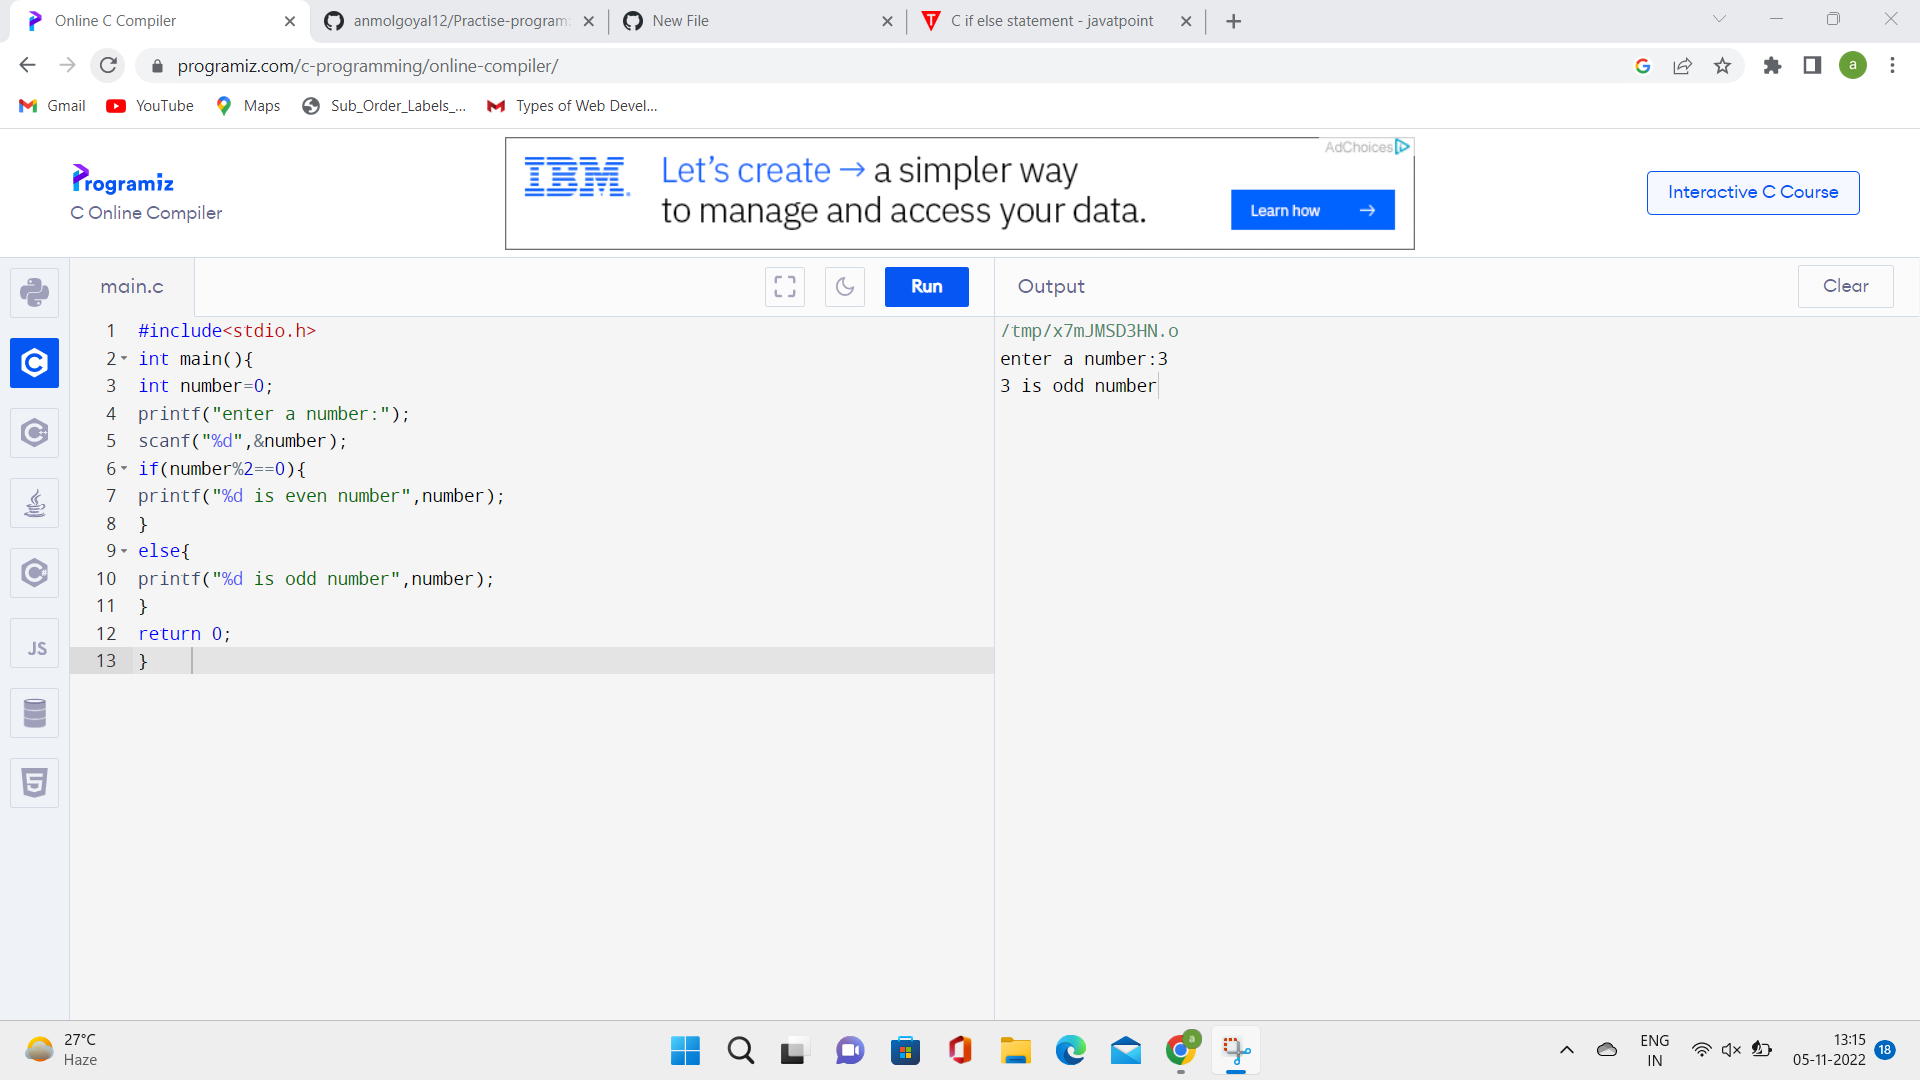 Online C Compiler
anmolgoyal12/Practise-program
New File
C if else statement - javatpoint
programiz.com/c-programming/online-compiler/
a
Gmail
YouTube
Maps
Sub_Order_Labels_...
Types of Web Devel...
Programiz
C Online Compiler
IBM
Let's create → a simpler way
to manage and access your data.
AdChoices
Learn how →
Interactive C Course
main.c
Run
Output
Clear
1 #include<stdio.h>
2 int main(){
3 int number=0;
4 printf("enter a number:");
5 scanf("%d",&number);
6 if(number%2==0){
7 printf("%d is even number",number);
8 }
9 else{
10 printf("%d is odd number",number);
11 }
12 return 0;
13 }
/tmp/x7mJMSD3HN.o
enter a number:3
3 is odd number
JS
27°C
Haze
a
ENG
IN
13:15
05-11-2022
18